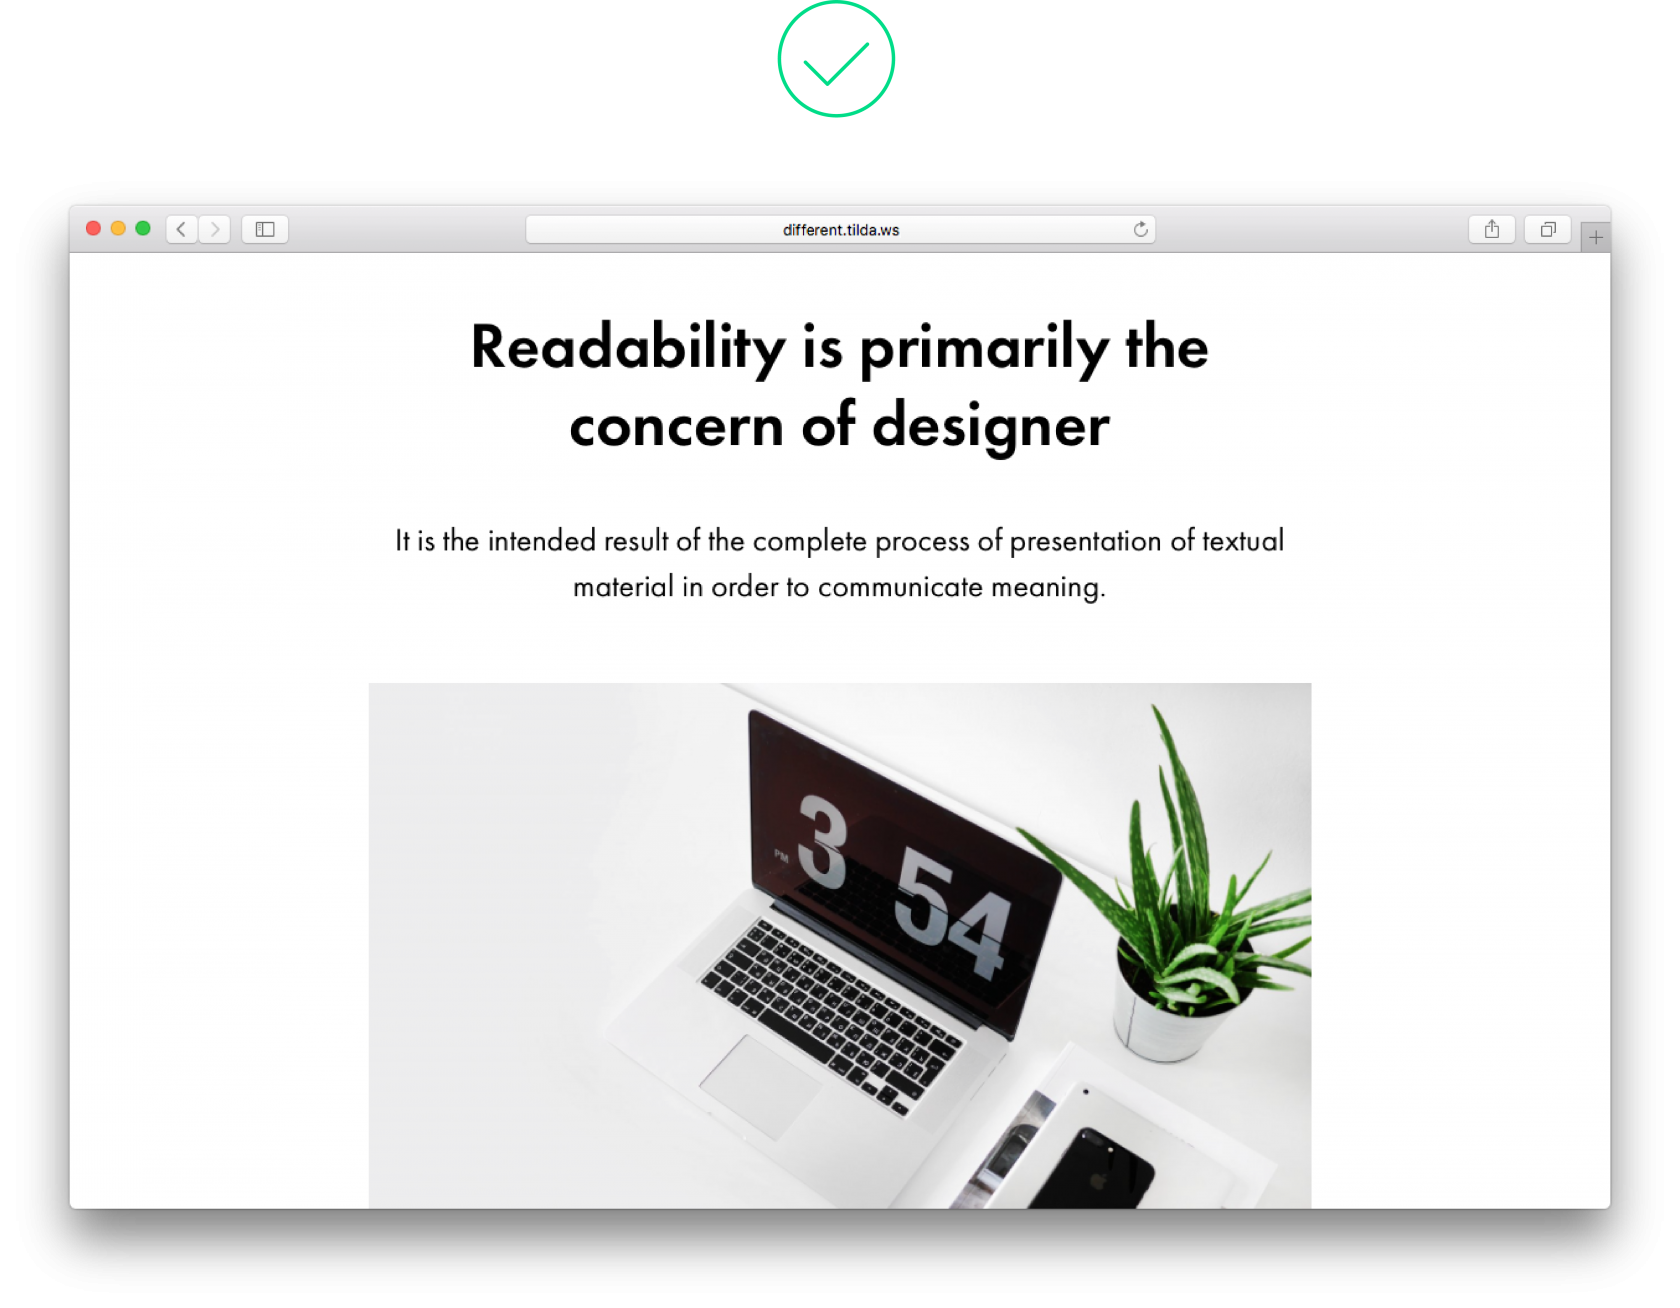 different.tilda.ws
Readability is primarily the
concern of designer
It is the intended result of the complete process of presentation of textual
material in order to communicate meaning.
PM 3 54